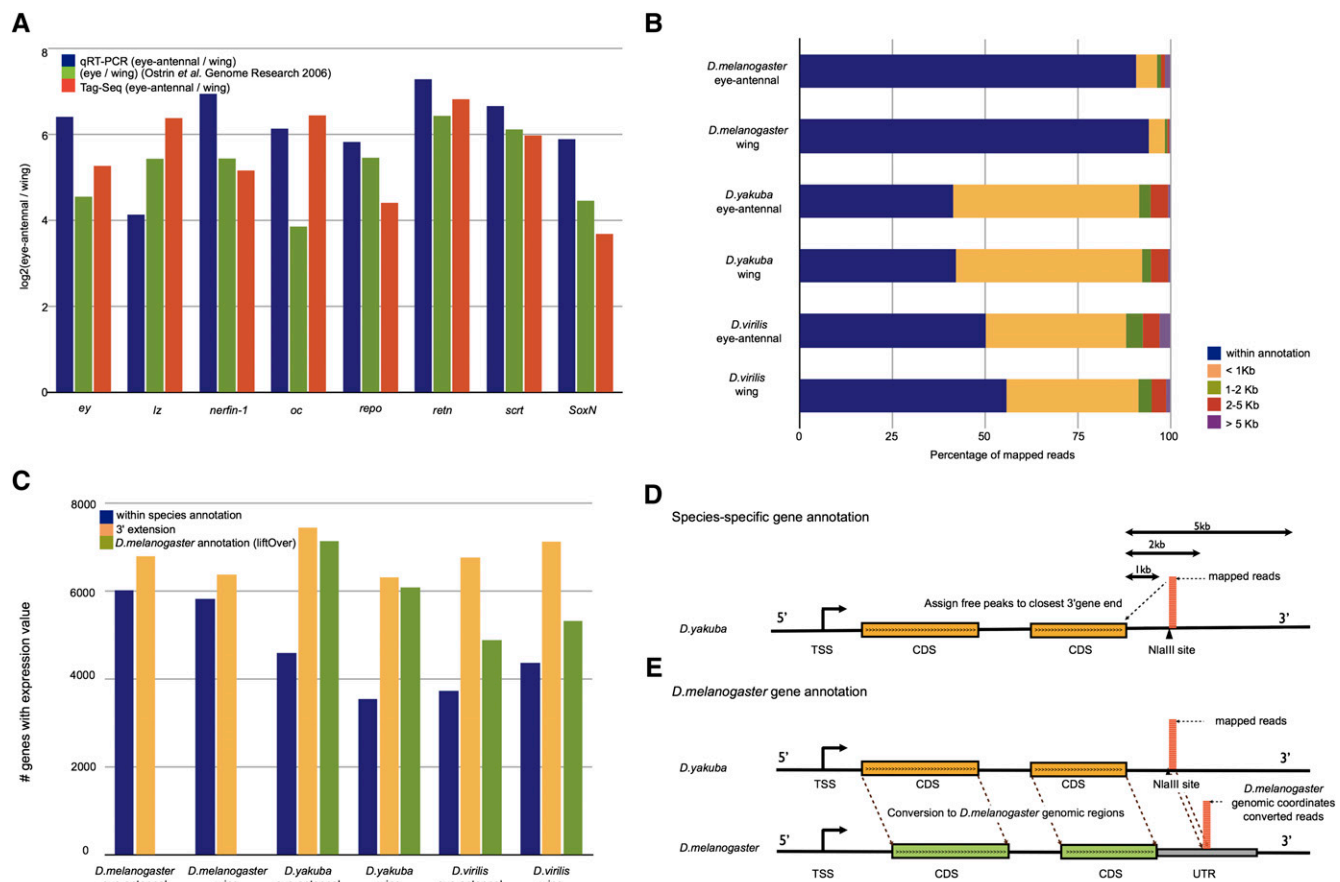 A
8
qRT-PCR (eye-antennal / wing)
(eye / wing) (Ostrin et al. Genome Research 2006)
Tag-Seq (eye-antennal / wing)
6
4
2
0
log2(eye-antennal / wing)
ey
lz
nerfin-1
oc
repo
retn
scrt
SoxN
B
D.melanogaster
eye-antennal
D.melanogaster
wing
D.yakuba
eye-antennal
D.yakuba
wing
D.virilis
eye-antennal
D.virilis
wing
0
25
50
75
100
Percentage of mapped reads
within annotation
< 1Kb
1-2 Kb
2-5 Kb
> 5 Kb
C
8000
within species annotation
3' extension
D.melanogaster annotation (liftOver)
6000
4000
2000
0
# genes with expression value
D.melanogaster
D.melanogaster
D.yakuba
D.yakuba
D.virilis
D.virilis
D
Species-specific gene annotation
5kb
2kb
1kb
mapped reads
Assign free peaks to closest 3'gene end
5'
3'
D.yakuba
TSS
CDS
CDS
NlaIII site
E
D.melanogaster gene annotation
mapped reads
5'
3'
D.yakuba
TSS
CDS
CDS
NlaIII site
Conversion to D.melanogaster genomic regions
D.melanogaster
genomic coordinates
converted reads
5'
3'
D.melanogaster
TSS
CDS
CDS
UTR